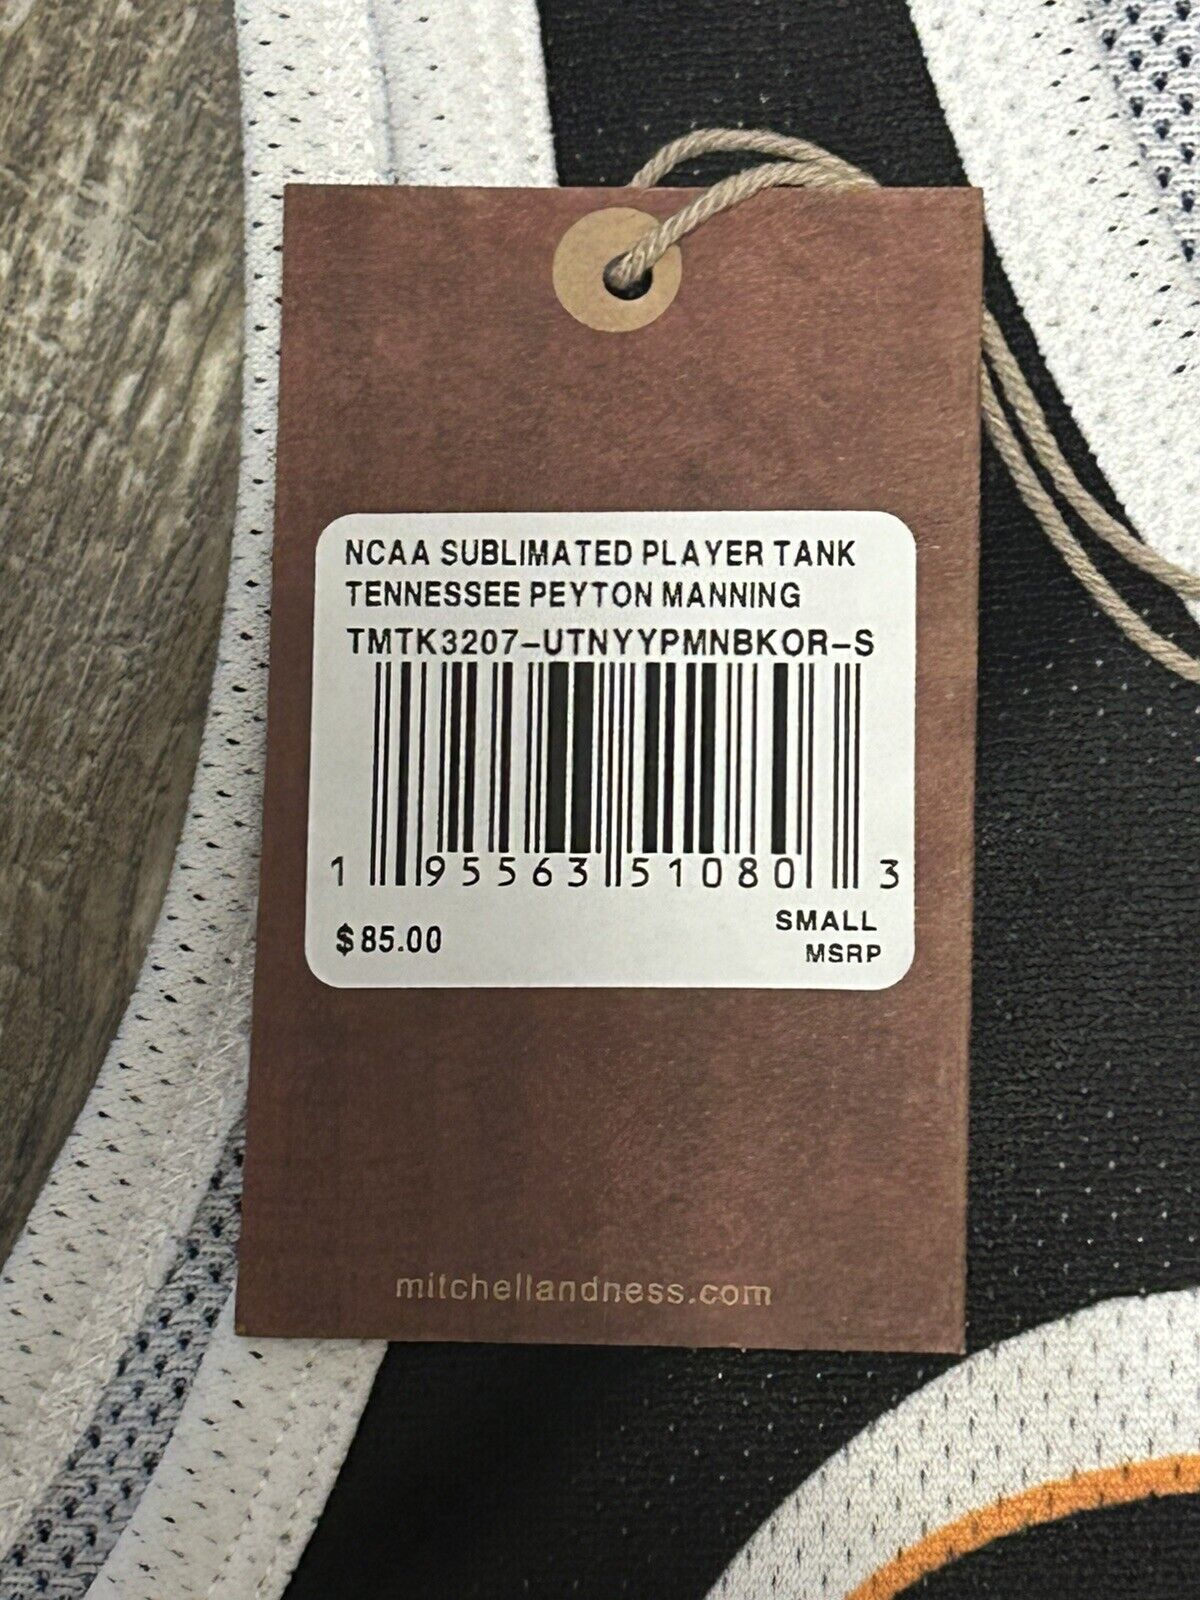 NCAA SUBLIMATED PLAYER TANK
TENNESSEE PEYTON MANNING
TMTK3207-UTNYYPMNBKOR-S
1 95563 51080 3
$85.00
SMALL
MSRP
mitchellandness.com